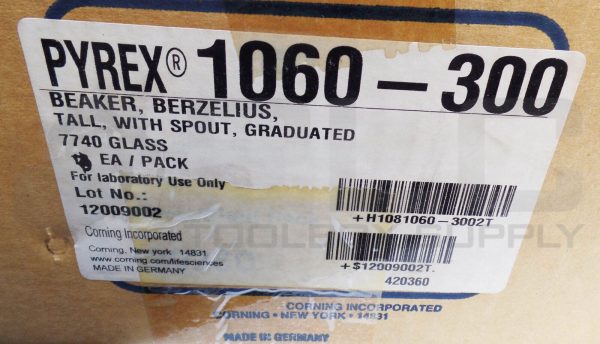 PYREX® 1060-300
BEAKER, BERZELIUS,
TALL, WITH SPOUT, GRADUATED
7740 GLASS
EA / PACK
For laboratory Use Only
Lot No.:
12009002
Corning Incorporated
Corning, New york 14831
www.corning.com/lifesciences
MADE IN GERMANY
+H1081060-3002T
+$12009002T.
420360
TOOLBOX SUPPLY
CORNING INCORPORATED
CORNING • NEW YORK • 14831
MADE IN GERMANY